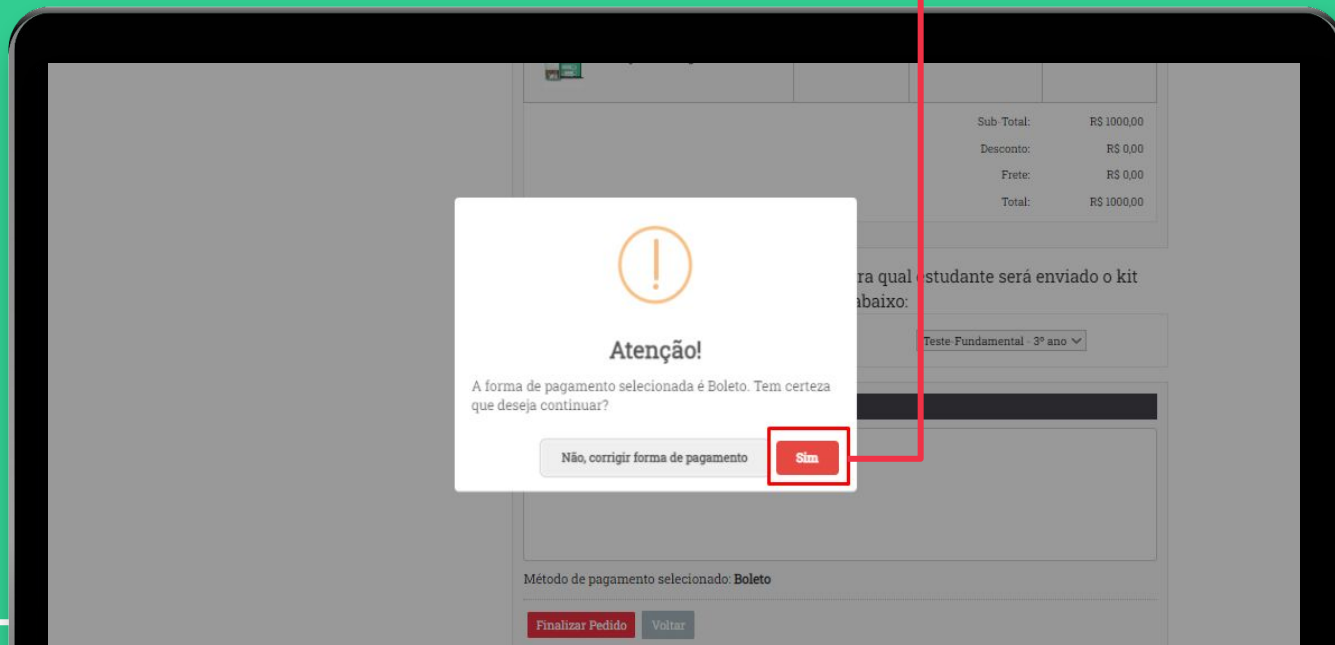 Sub-Total: R$ 1000,00
Desconto: R$ 0,00
Frete: R$ 0,00
Total: R$ 1000,00
ra qual estudante será enviado o kit
abaixo:
Teste-Fundamental - 3º ano
Atenção!
A forma de pagamento selecionada é Boleto. Tem certeza
que deseja continuar?
Não, corrigir forma de pagamento
Sim
Método de pagamento selecionado: Boleto
Finalizar Pedido
Voltar